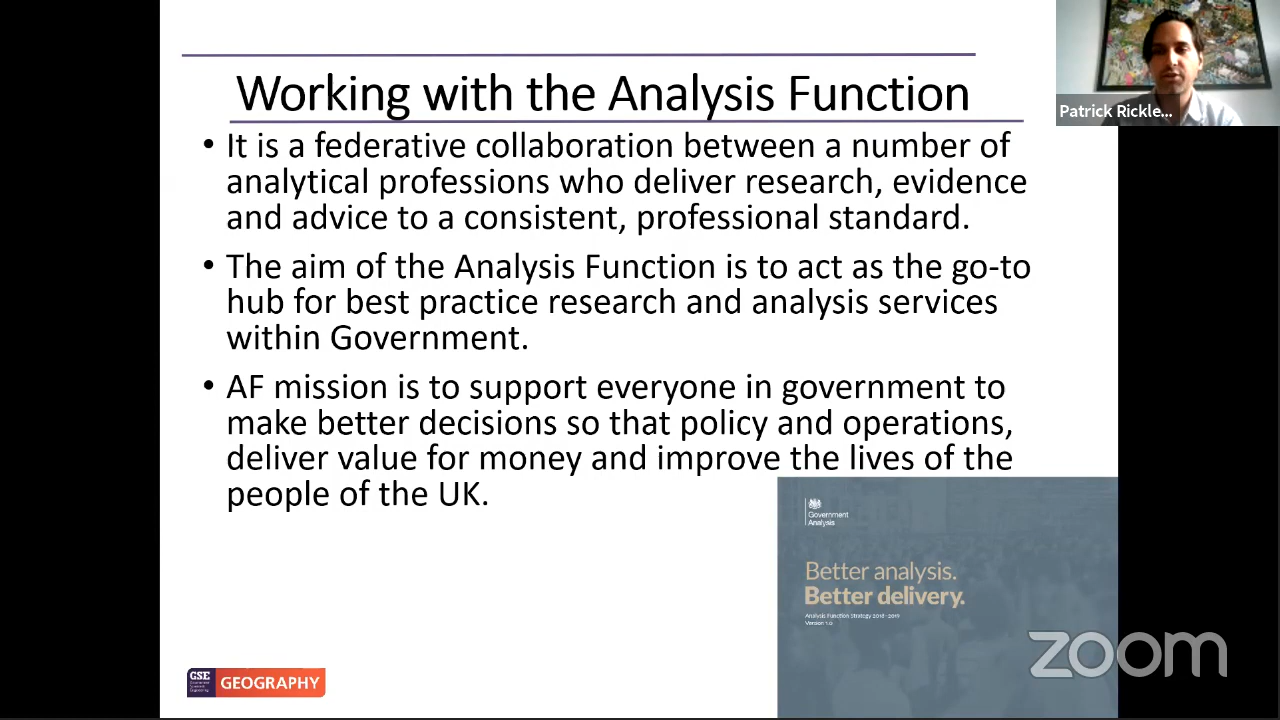 Working with the Analysis Function
• It is a federative collaboration between a number of
analytical professions who deliver research, evidence
and advice to a consistent, professional standard.
• The aim of the Analysis Function is to act as the go-to
hub for best practice research and analysis services
within Government.
• AF mission is to support everyone in government to
make better decisions so that policy and operations,
deliver value for money and improve the lives of the
people of the UK.
Patrick Rickle...
Government
Analysis
Better analysis.
Better delivery.
Analysis Function Strategy 2018-2019
Version 1.0
GSE
GEOGRAPHY
zoom